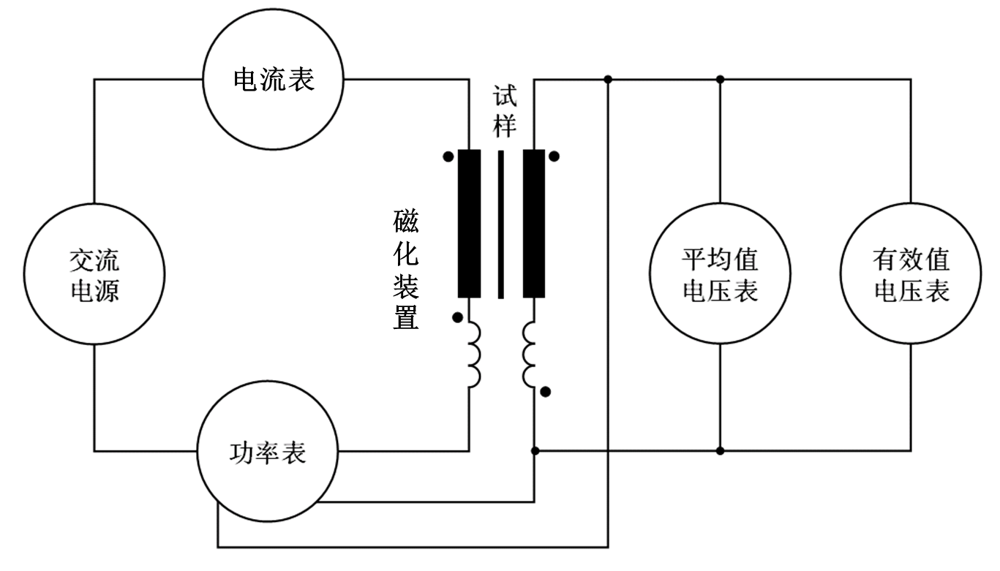 电流表
试
样
磁
化
装
置
交流
电源
平均值
电压表
有效值
电压表
功率表